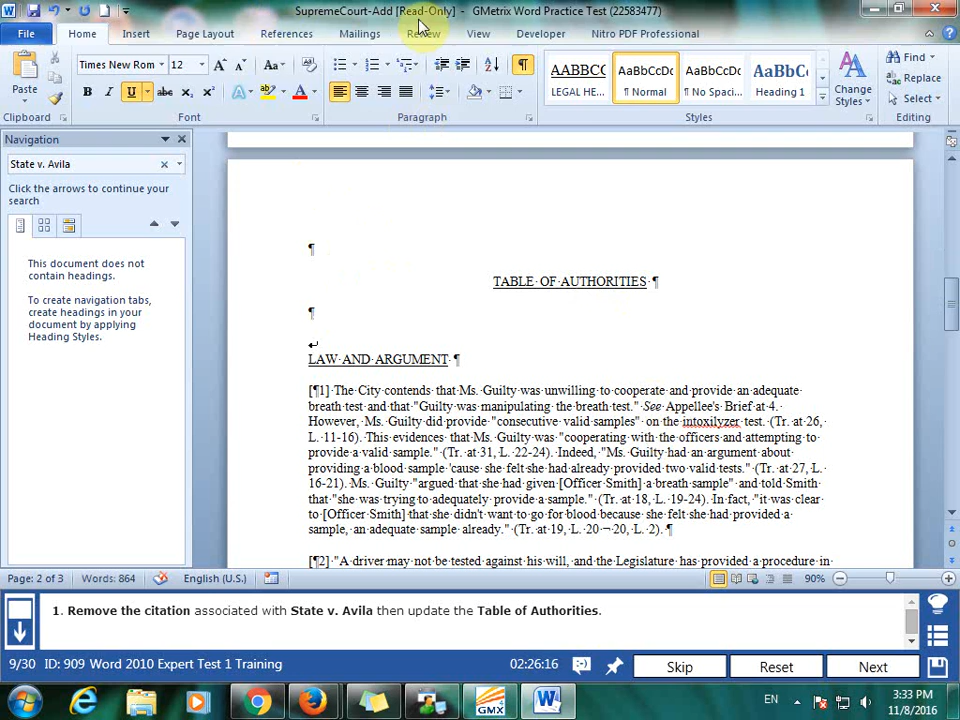 SupremeCourt-Add [Read-Only] - GMetrix Word Practice Test (22583477)
File Home Insert Page Layout References Mailings Review View Developer Nitro PDF Professional
Paste
Clipboard
Times New Rom 12
Font
Paragraph
AABBCC AaBbCcDc AaBbCcDc AaBbC
LEGAL HE... ¶ Normal ¶ No Spaci... Heading 1
Change Styles
Styles
Find
Replace
Select
Editing
Navigation
State v. Avila
Click the arrows to continue your
search
This document does not
contain headings.
To create navigation tabs,
create headings in your
document by applying
Heading Styles.
¶
TABLE OF AUTHORITIES ¶
¶
LAW AND ARGUMENT ¶
[¶1] The City contends that Ms. Guilty was unwilling to cooperate and provide an adequate
breath test and that "Guilty was manipulating the breath test." See Appellee's Brief at 4.
However, Ms. Guilty did provide "consecutive valid samples" on the intoxilyzer test. (Tr. at 26,
L. 11-16). This evidences that Ms. Guilty was "cooperating with the officers and attempting to
provide a valid sample." (Tr. at 31, L. 22-24). Indeed, "Ms. Guilty had an argument about
providing a blood sample 'cause she felt she had already provided two valid tests." (Tr. at 27, L.
16-21). Ms. Guilty "argued that she had given [Officer Smith] a breath sample" and told Smith
that "she was trying to adequately provide a sample." (Tr. at 18, L. 19-24). In fact, "it was clear
to [Officer Smith] that she didn't want to go for blood because she felt she had provided a
sample, an adequate sample already." (Tr. at 19, L. 20 ¬ 20, L. 2). ¶
[¶2] "A driver may not be tested against his will, and the Legislature has provided a procedure in
Page: 2 of 3 Words: 864 English (U.S.) 90%
1. Remove the citation associated with State v. Avila then update the Table of Authorities.
9/30 ID: 909 Word 2010 Expert Test 1 Training 02:26:16 Skip Reset Next
GMX
EN 3:33 PM
11/8/2016